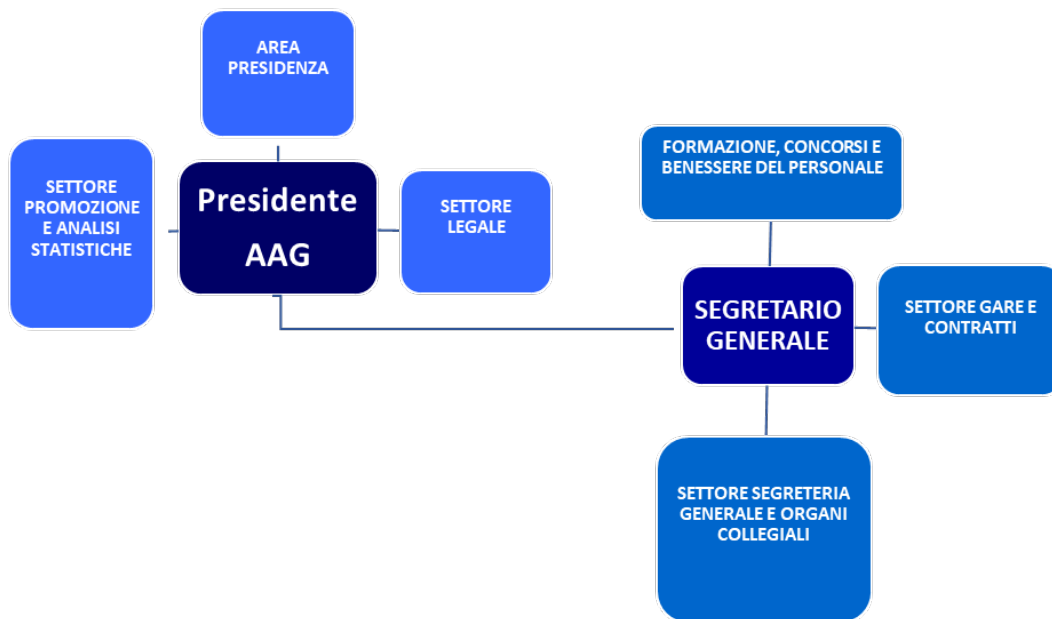 AREA
PRESIDENZA
SETTORE
PROMOZIONE
E ANALISI
STATISTICHE
Presidente
AAG
SETTORE
LEGALE
FORMAZIONE, CONCORSI E
BENESSERE DEL PERSONALE
SEGRETARIO
GENERALE
SETTORE GARE E
CONTRATTI
SETTORE SEGRETERIA
GENERALE E ORGANI
COLLEGIALI